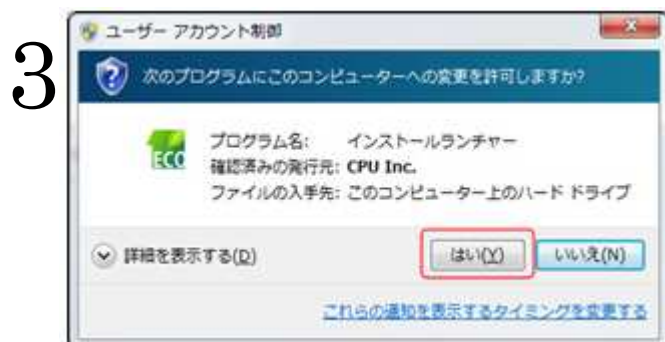 3
ユーザー アカウント制御
次のプログラムにこのコンピューターへの変更を許可しますか?
プログラム名: インストールランチャー
ECO
確認済みの発行元: CPU Inc.
ファイルの入手先: このコンピューター上のハード ドライブ
詳細を表示する(D)
はい(Y)
いいえ(N)
これらの通知を表示するタイミングを変更する